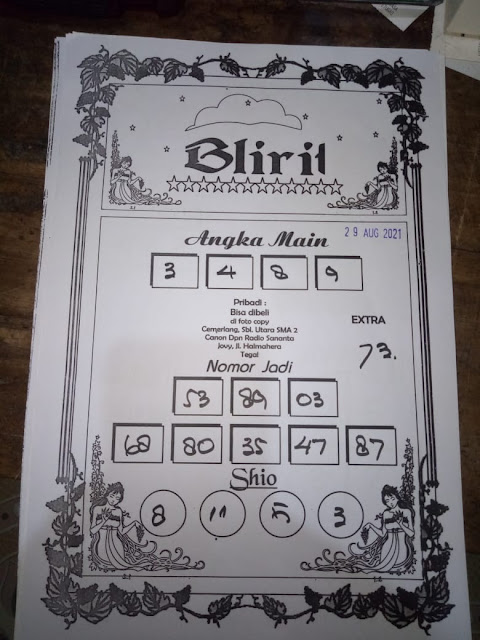 Bliril
Angka Main
29 AUG 2021
3 4 8 9
Pribadi :
Bisa dibeli
di foto copy
Cemerlang, Sbl. Utara SMA 2
Canon Dpn Radio Sananta
Jovy, Jl. Halmahera
Tegal
EXTRA
73.
Nomor Jadi
53 89 03
68 80 35 47 87
Shio
8 11 5 3